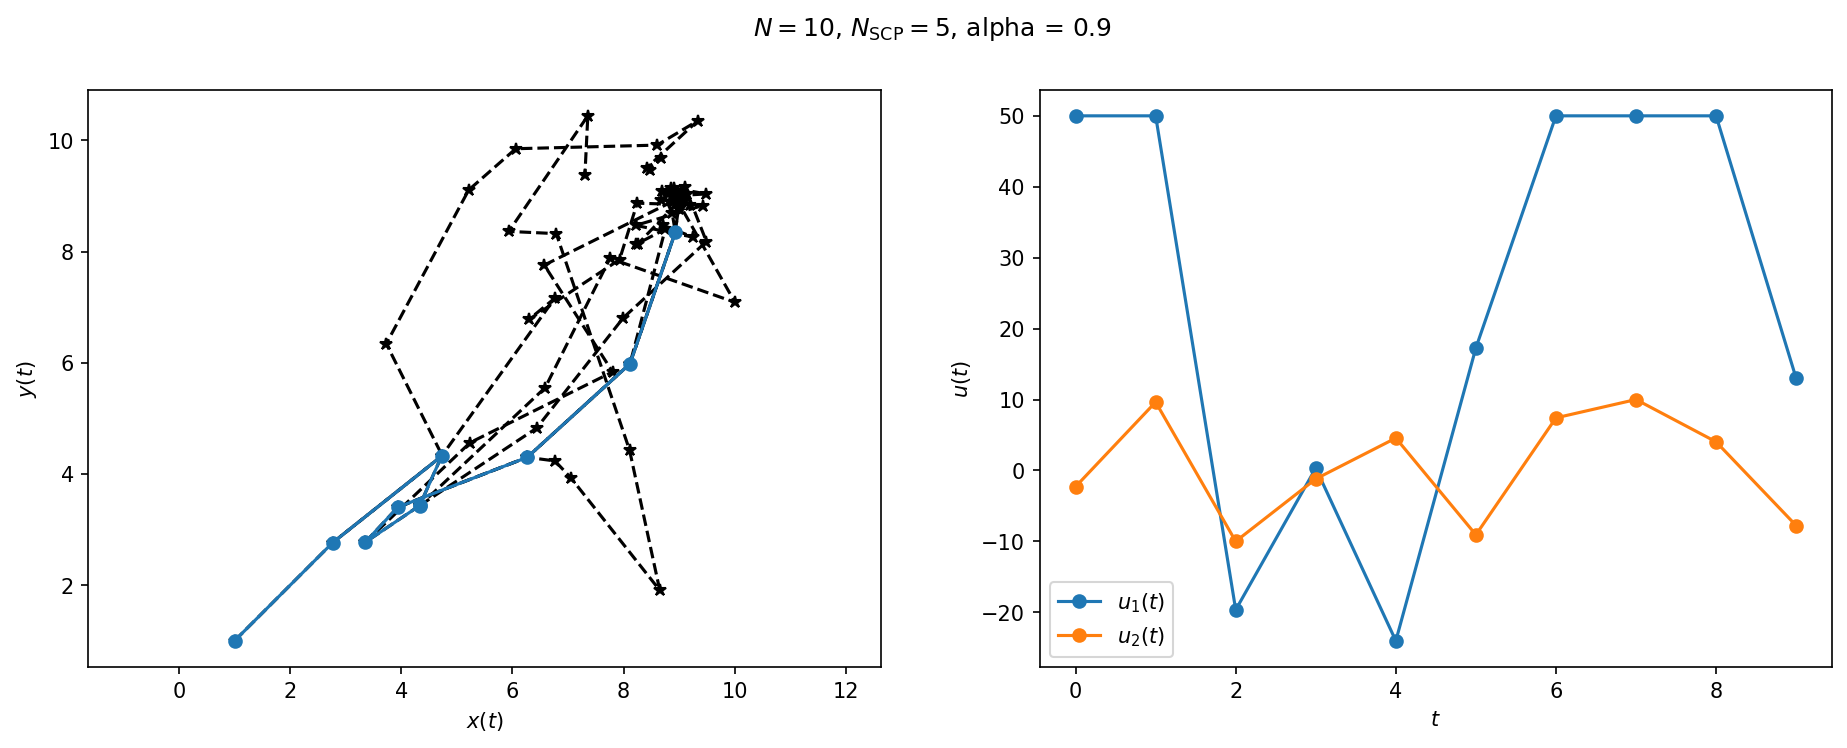 N = 10, N_SCP = 5, alpha = 0.9
10
8
6
4
2
y(t)
0 2 4 6 8 10 12
x(t)
50
40
30
20
10
0
−10
−20
u(t)
u₁(t)
u₂(t)
0 2 4 6 8
t